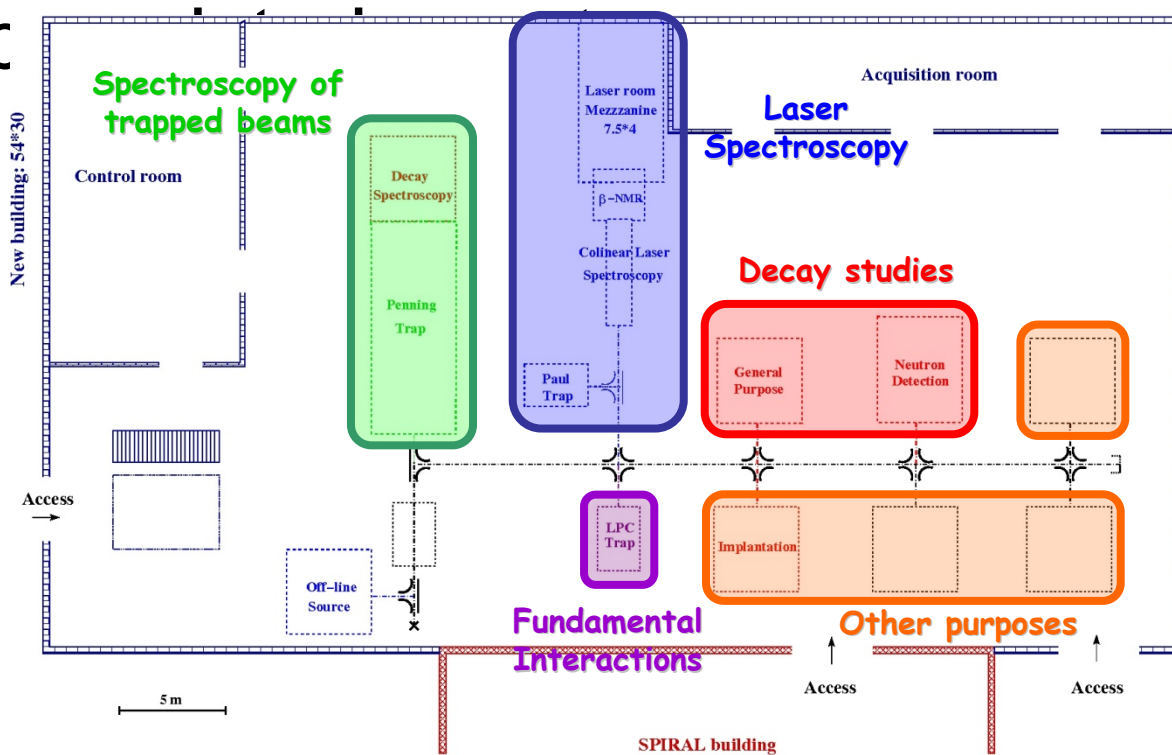 Spectroscopy of
trapped beams
Control room
New building: 54*30
Decay
Spectroscopy
Penning
Trap
Laser room
Mezzzanine
7.5*4
β−NMR
Colinear Laser
Spectroscopy
Paul
Trap
Laser
Spectroscopy
Acquisition room
Decay studies
General
Purpose
Neutron
Detection
Access
Off−line
Source
LPC
Trap
Implantation
Fundamental
Interactions
Other purposes
Access
Access
5 m
SPIRAL building